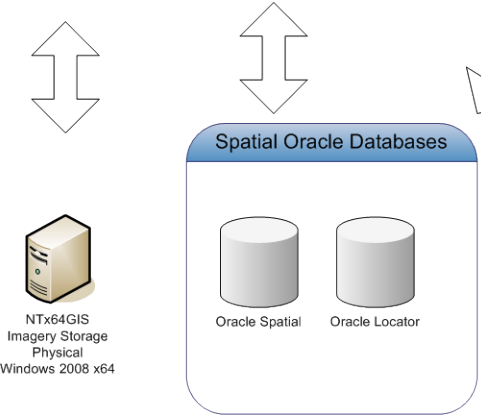 Spatial Oracle Databases
Oracle Spatial
Oracle Locator
NTx64GIS
Imagery Storage
Physical
Windows 2008 x64